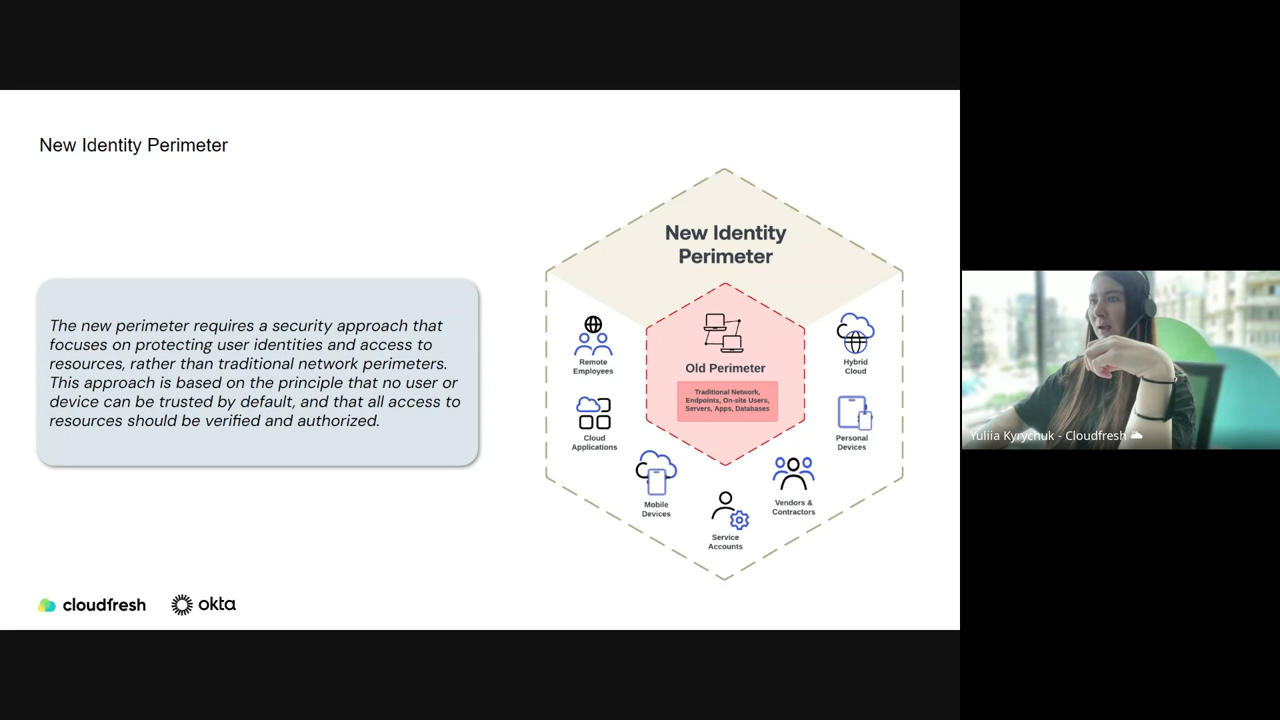 New Identity Perimeter
The new perimeter requires a security approach that
focuses on protecting user identities and access to
resources, rather than traditional network perimeters.
This approach is based on the principle that no user or
device can be trusted by default, and that all access to
resources should be verified and authorized.
New Identity
Perimeter
Old Perimeter
Traditional Network,
Endpoints, On-site Users,
Servers, Apps, Databases
Remote
Employees
Hybrid
Cloud
Cloud
Applications
Personal
Devices
Mobile
Devices
Vendors &
Contractors
Service
Accounts
cloudfresh
okta
Yuliia Kyrychuk - Cloudfresh